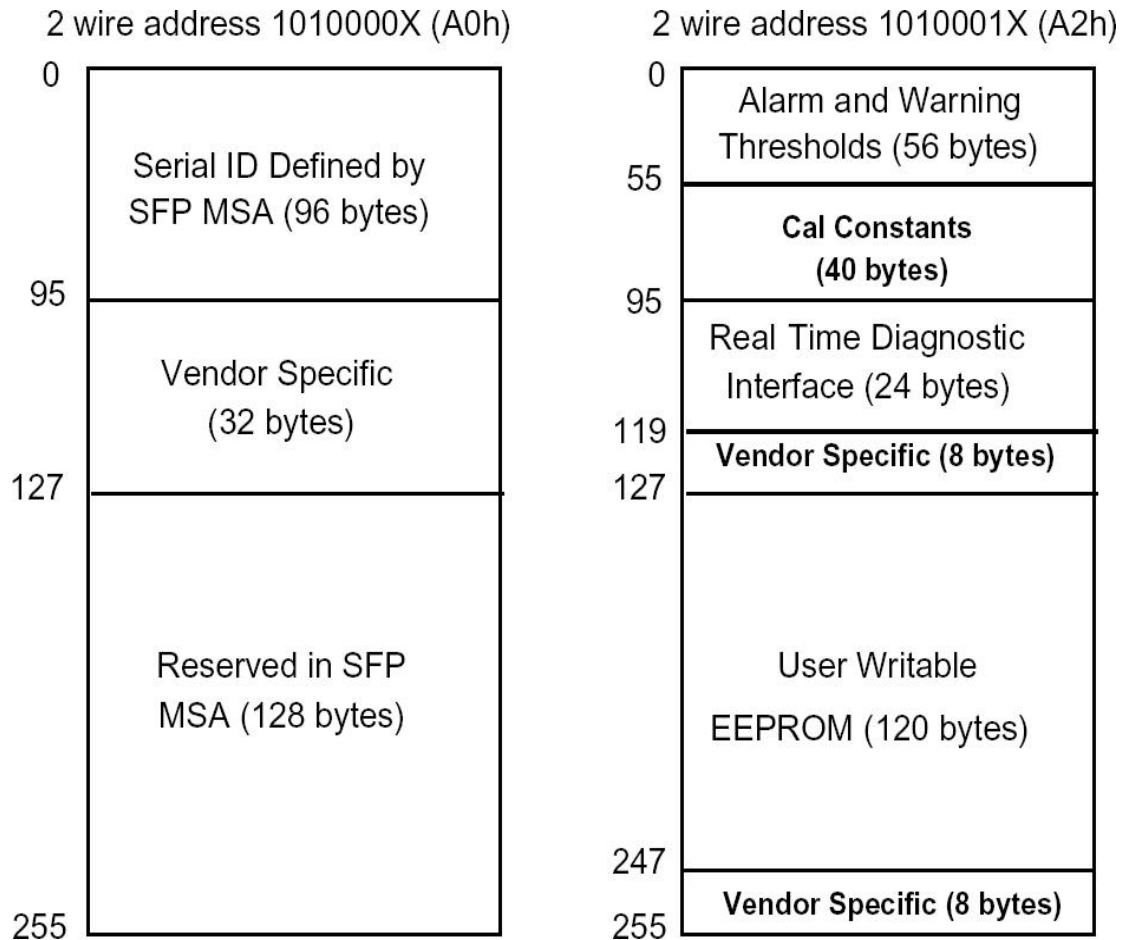 2 wire address 1010000X (A0h)
0
Serial ID Defined by
SFP MSA (96 bytes)
95
Vendor Specific
(32 bytes)
127
Reserved in SFP
MSA (128 bytes)
255
2 wire address 1010001X (A2h)
0
Alarm and Warning
Thresholds (56 bytes)
55
Cal Constants
(40 bytes)
95
Real Time Diagnostic
Interface (24 bytes)
119
Vendor Specific (8 bytes)
127
User Writable
EEPROM (120 bytes)
247
Vendor Specific (8 bytes)
255